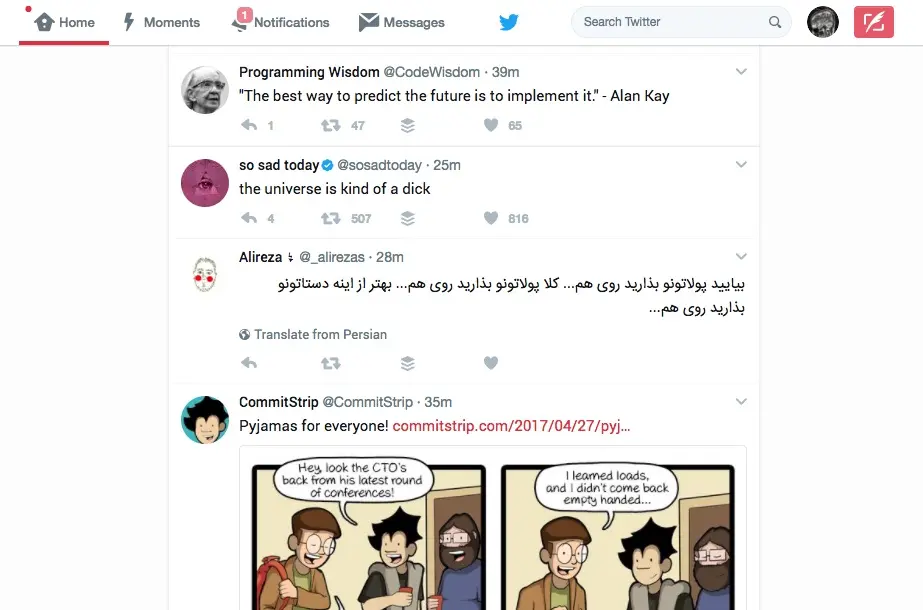 Home
Moments
1
Notifications
Messages
Search Twitter
Programming Wisdom @CodeWisdom · 39m
"The best way to predict the future is to implement it." - Alan Kay
1 47 65
so sad today @sosadtoday · 25m
the universe is kind of a dick
4 507 816
Alireza @_alirezas · 28m
بیایید پولاتونو بذارید روی هم... کلا پولاتونو بذارید روی هم... بهتر از اینه دستاتونو
بذارید روی هم...
Translate from Persian
CommitStrip @CommitStrip · 35m
Pyjamas for everyone! commitstrip.com/2017/04/27/pyj...
Hey, look the CTO's
back from his latest round
of conferences!
I learned loads,
and I didn't come back
empty handed...